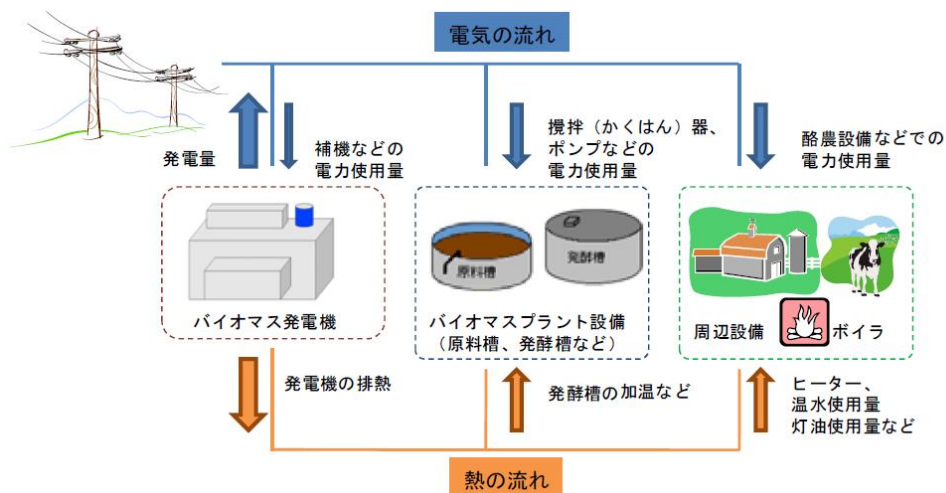 電気の流れ
発電量
補機などの
電力使用量
攪拌（かくはん）器、
ポンプなどの
電力使用量
酪農設備などでの
電力使用量
バイオマス発電機
原料槽
発酵槽
バイオマスプラント設備
（原料槽、発酵槽など）
周辺設備
ボイラ
発電機の排熱
発酵槽の加温など
ヒーター、
温水使用量
灯油使用量など
熱の流れ